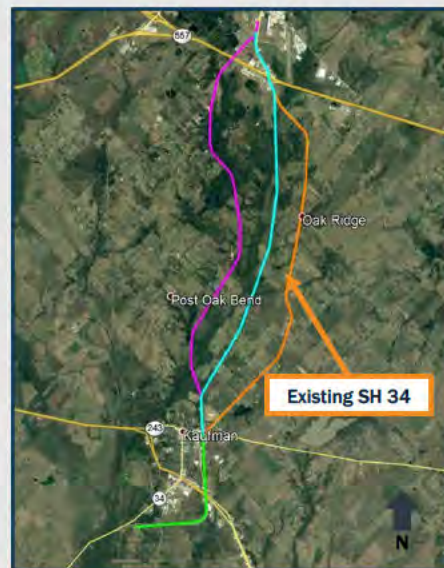 557
Oak Ridge
Post Oak Bend
Existing SH 34
243
Kaufman
34
N